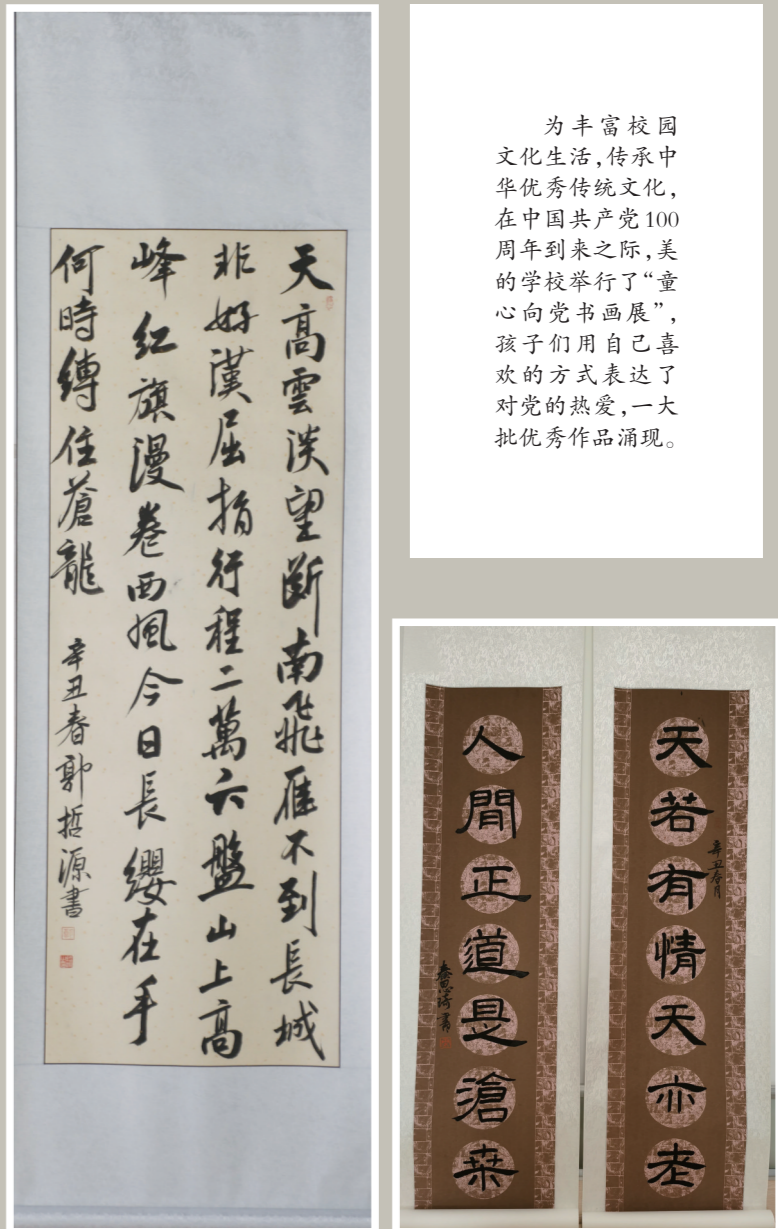 天高雲淡望斷南飛雁不到長城
非好漢屈指行程二萬六盤山上高
峰紅旗漫卷西風今日長纓在手
何時縛住蒼龍
辛丑春郭哲源書
为丰富校园
文化生活,传承中
华优秀传统文化,
在中国共产党100
周年到来之际,美
的学校举行了“童
心向党书画展”,
孩子们用自己喜
欢的方式表达了
对党的热爱,一大
批优秀作品涌现。
天若有情天亦老
辛丑春月
人間正道是滄桑